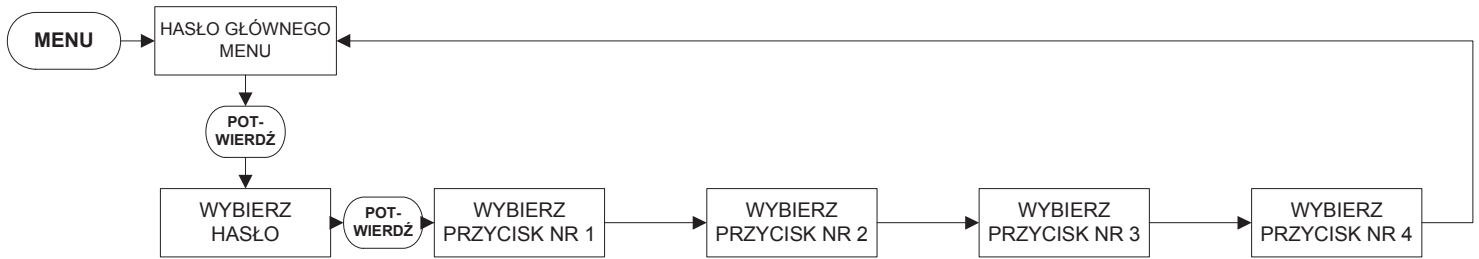 MENU
HASŁO GŁÓWNEGO
MENU
POT-
WIERDŹ
WYBIERZ
HASŁO
POT-
WIERDŹ
WYBIERZ
PRZYCISK NR 1
WYBIERZ
PRZYCISK NR 2
WYBIERZ
PRZYCISK NR 3
WYBIERZ
PRZYCISK NR 4